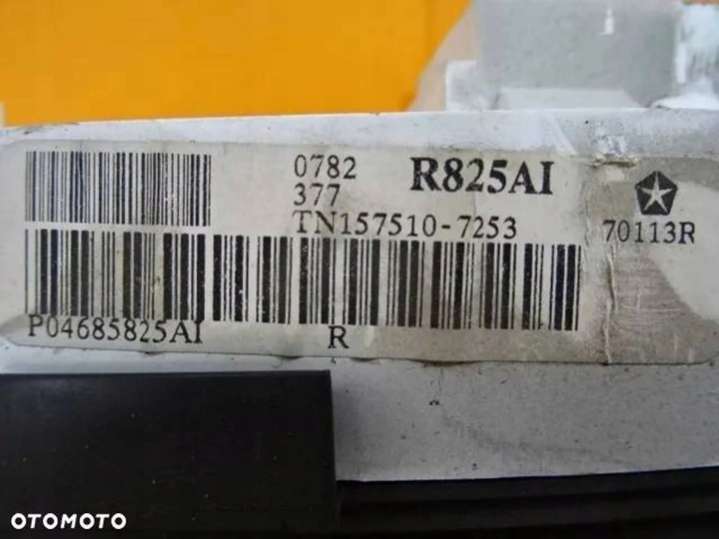 0782
377
R825AI
TN157510-7253
70113R
P04685825AI
R
OTOMOTO